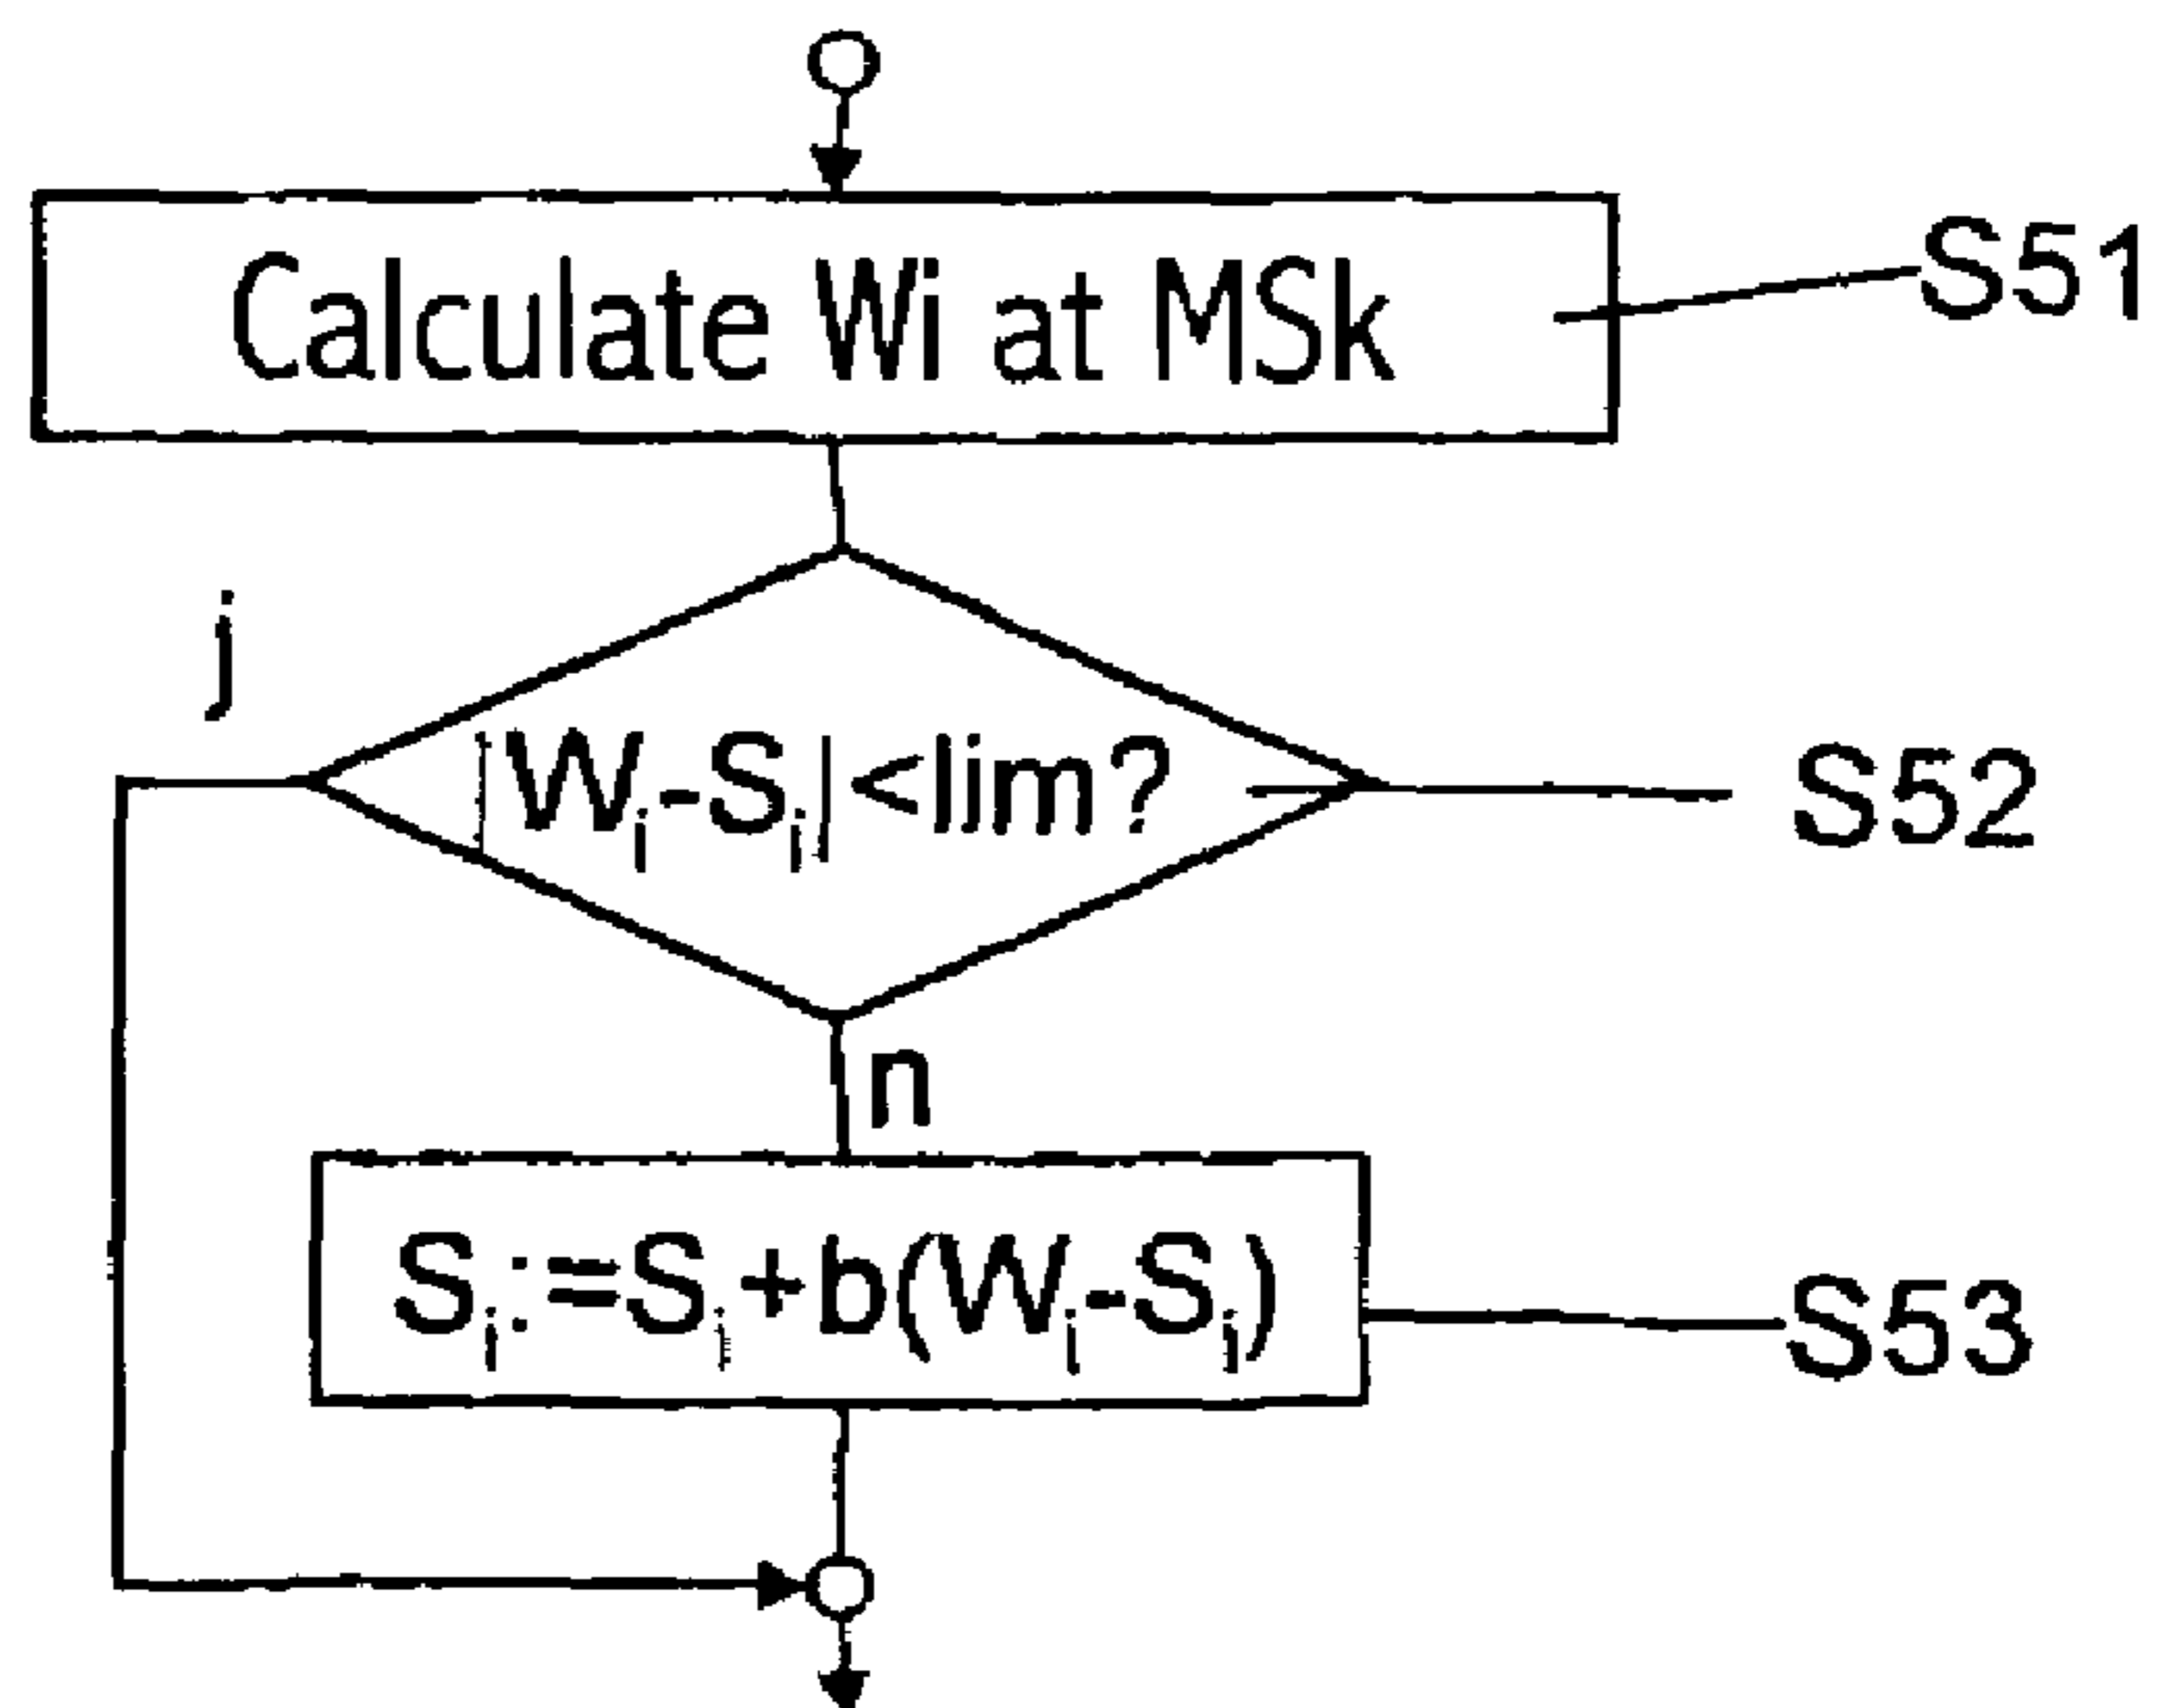 Calculate Wi at MSk
S51
j
|Wi-Si|<lim?
S52
n
Si:=Si+b(Wi-Si)
S53